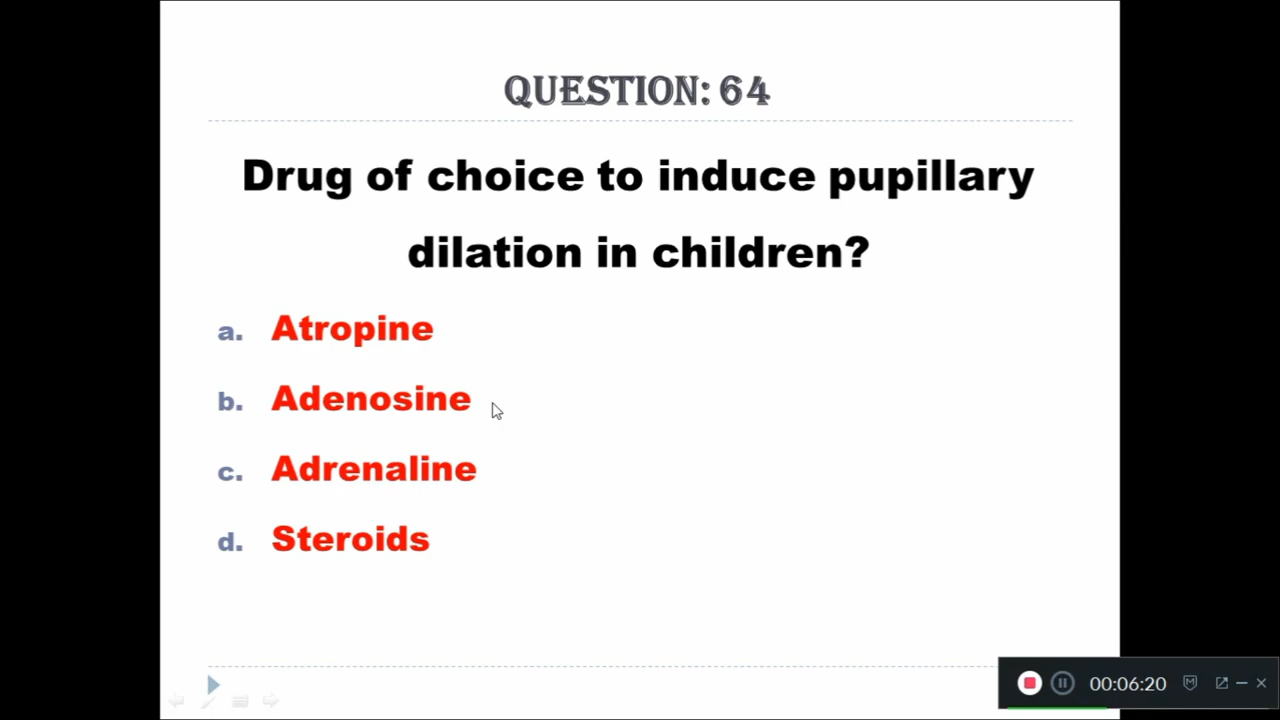 QUESTION: 64
Drug of choice to induce pupillary
dilation in children?
a. Atropine
b. Adenosine
c. Adrenaline
d. Steroids
00:06:20